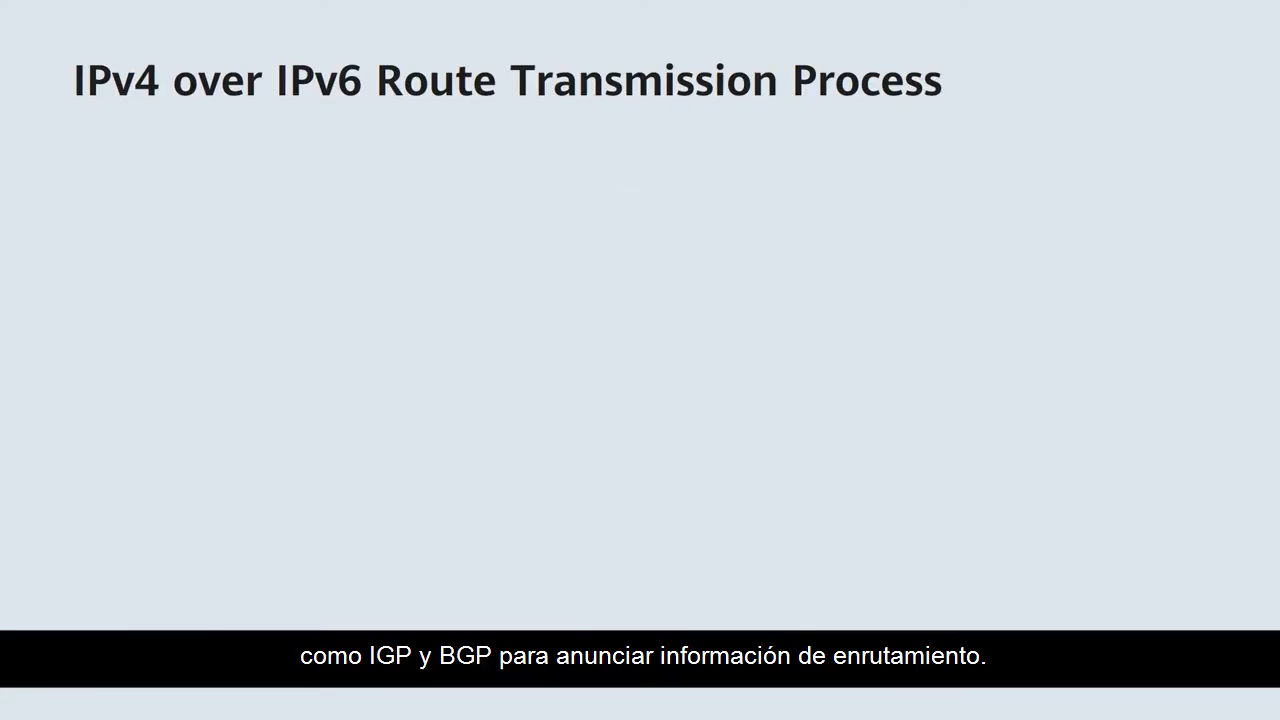 IPv4 over IPv6 Route Transmission Process
como IGP y BGP para anunciar información de enrutamiento.